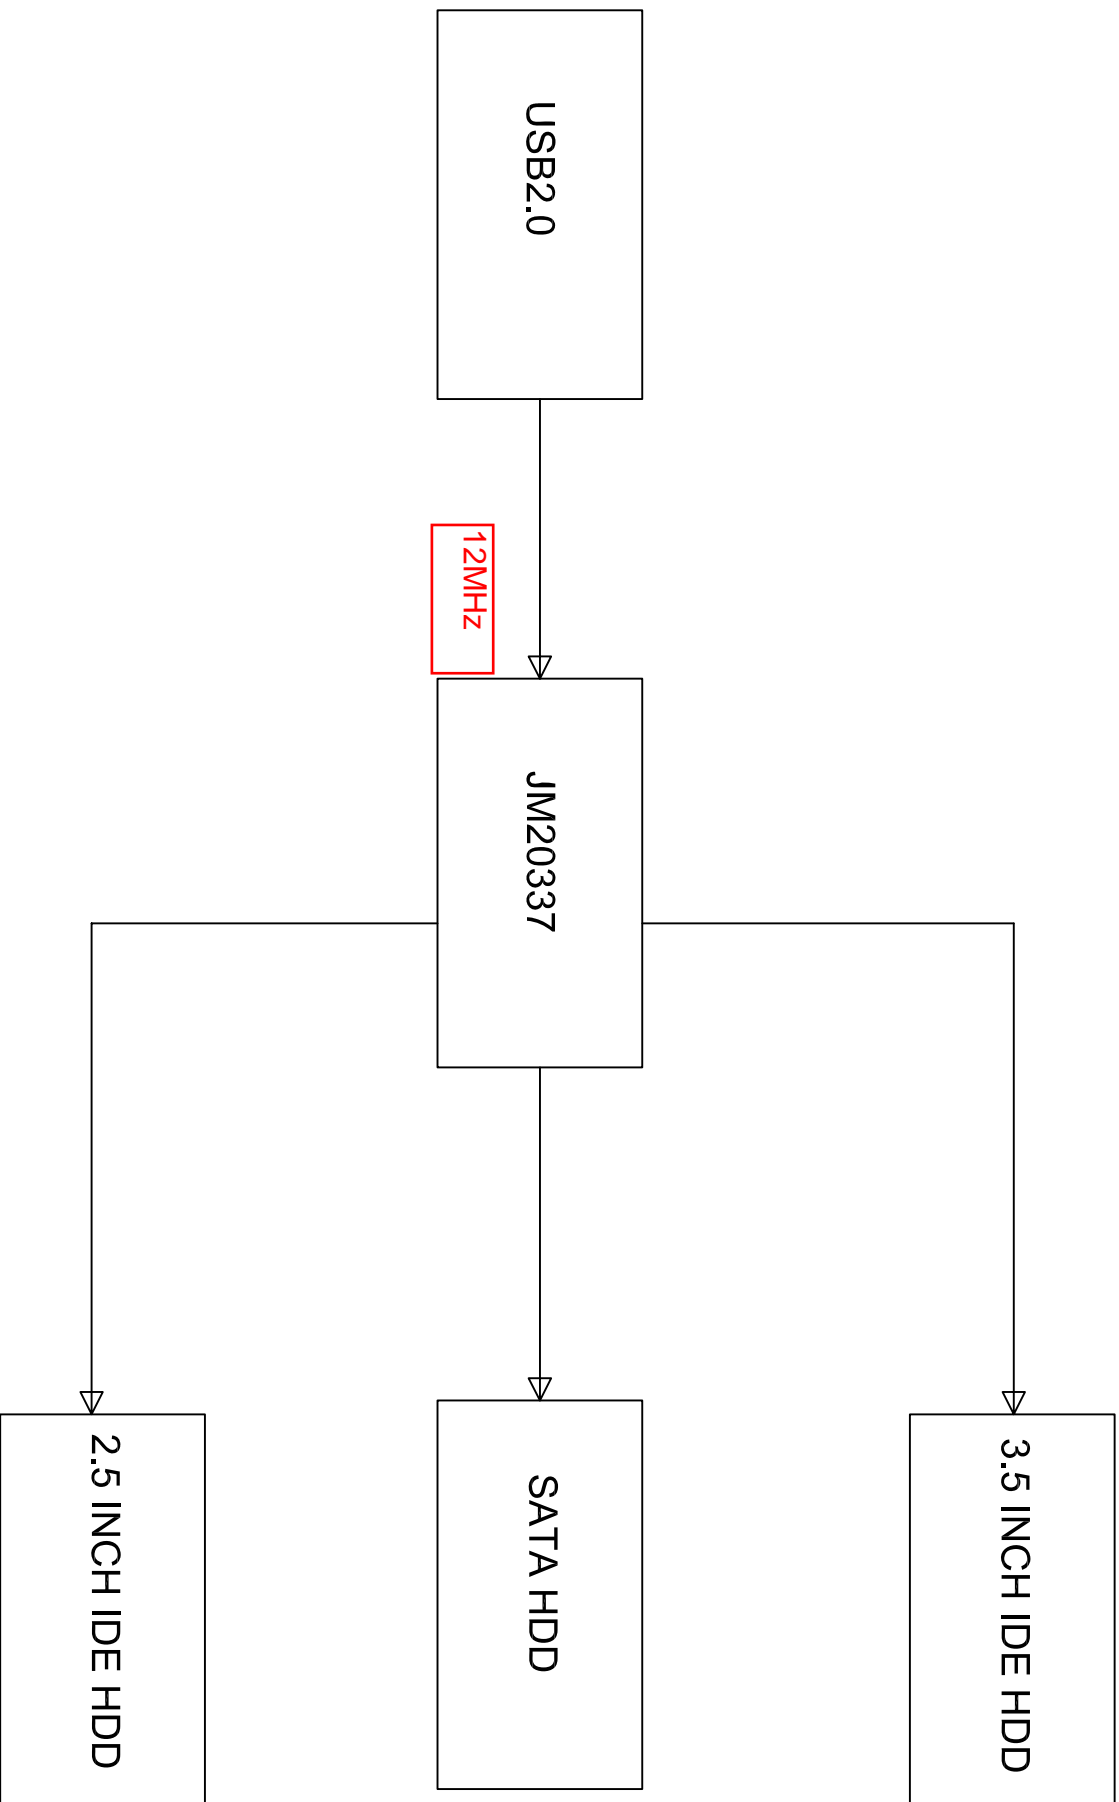 USB2.0
12MHz
JM20337
3.5 INCH IDE HDD
SATA HDD
2.5 INCH IDE HDD